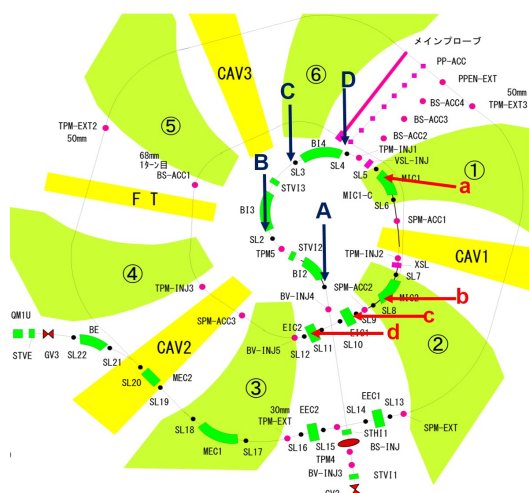 メインプローブ
CAV3
⑥
D
PP-ACC
PPEN-EXT
50mm
TPM-EXT3
BS-ACC4
BS-ACC3
BS-ACC2
TPM-INJ1
VSL-INJ
C
TPM-EXT2
50mm
⑤
68mm
1ターン目
BS-ACC1
BI4
SL3
SL4
SL5
MIC1
①
a
B
STVI3
MIC1-C
SL6
FT
BI3
A
TPM-ACC1
SL2
STVI2
TPM5
BI2
TPM-INJ2
CAV1
XSL
SL7
④
TPM-INJ3
SPM-ACC2
MIC2
b
BV-INJ4
SL8
QM1U
BE
SPM-ACC3
SL9
c
EIC1
SL10
EIC2
d
SL11
②
STVE
GV3
SL22
SL21
CAV2
BV-INJ5
SL12
MEC2
SL20
SL19
③
EEC1
SL13
30mm
TPM-EXT
EEC2
SL14
SL18
STHI1
SPM-EXT
MEC1
SL17
SL16
SL15
BS-INJ
TPM4
BV-INJ3
STVI1
GV2